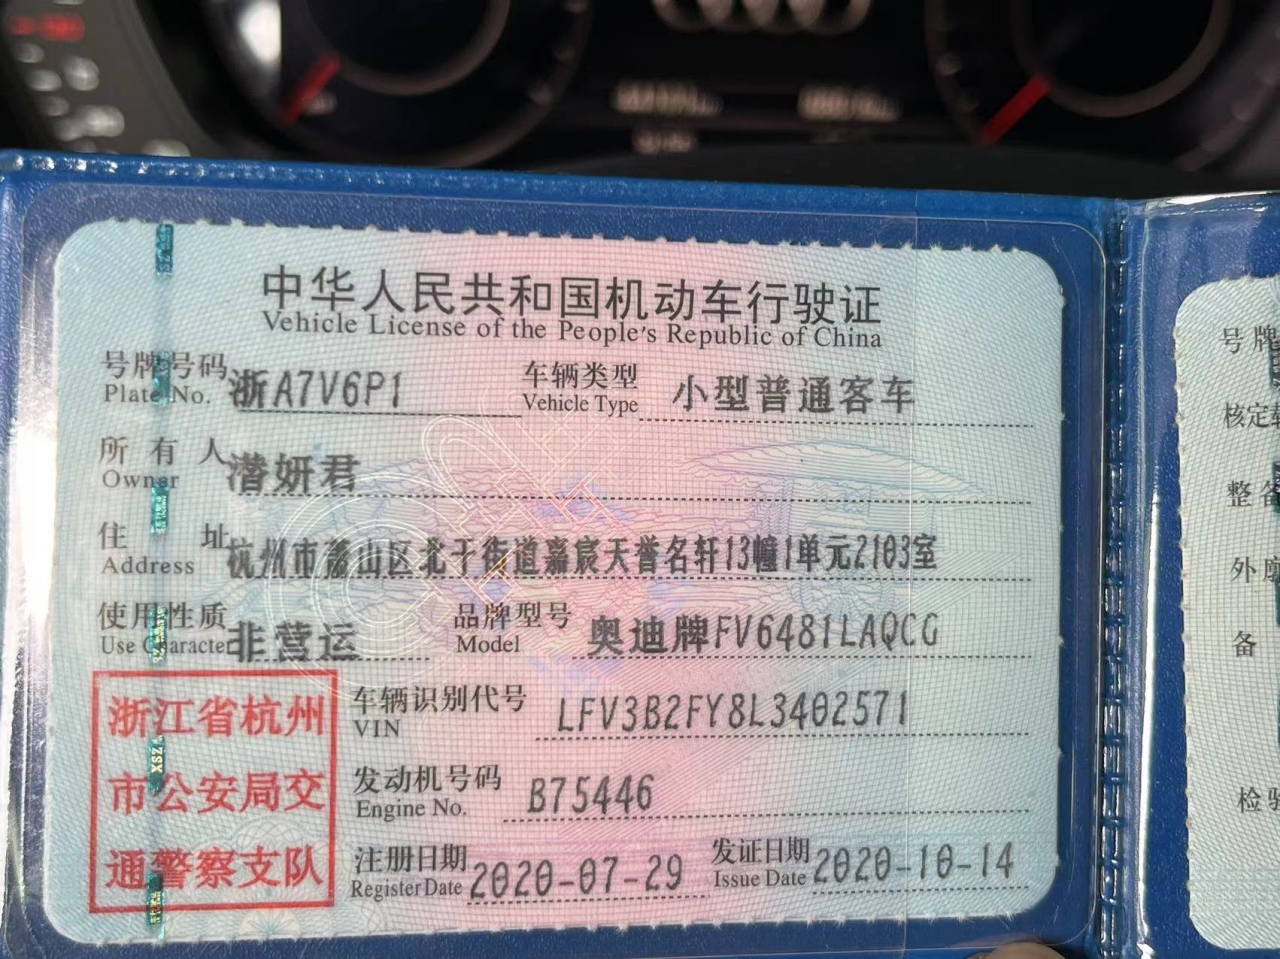 中华人民共和国机动车行驶证
Vehicle License of the People's Republic of China
号牌号码 浙A7V6P1 车辆类型 小型普通客车
Plate No. Vehicle Type
所有人 潜妍君
Owner
住址 杭州市萧山区北干街道嘉宸天誉名轩13幢1单元2103室
Address
使用性质 非营运 品牌型号 奥迪牌FV6481LAQCG
Use Character Model
浙江省杭州
市公安局交
通警察支队
车辆识别代号 LFV3B2FY8L3402571
VIN
发动机号码 B75446
Engine No.
注册日期 2020-07-29 发证日期 2020-10-14
Register Date Issue Date
号牌
核定
整备
外廓
备
检验